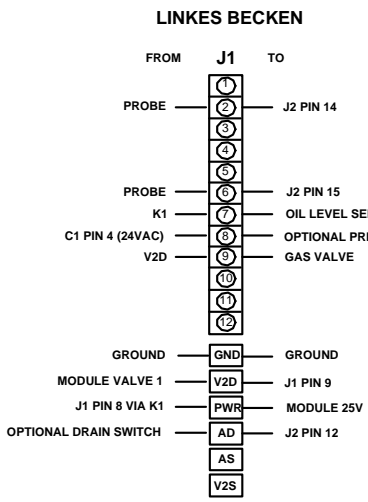 LINKES BECKEN
FROM J1 TO
1
PROBE 2 J2 PIN 14
3
4
5
PROBE 6 J2 PIN 15
K1 7 OIL LEVEL
C1 PIN 4 (24VAC) 8 OPTIONAL
V2D 9 GAS VALVE
10
11
12
GROUND GND GROUND
MODULE VALVE 1 V2D J1 PIN 9
J1 PIN 8 VIA K1 PWR MODULE 25V
OPTIONAL DRAIN SWITCH AD J2 PIN 12
AS
V2S